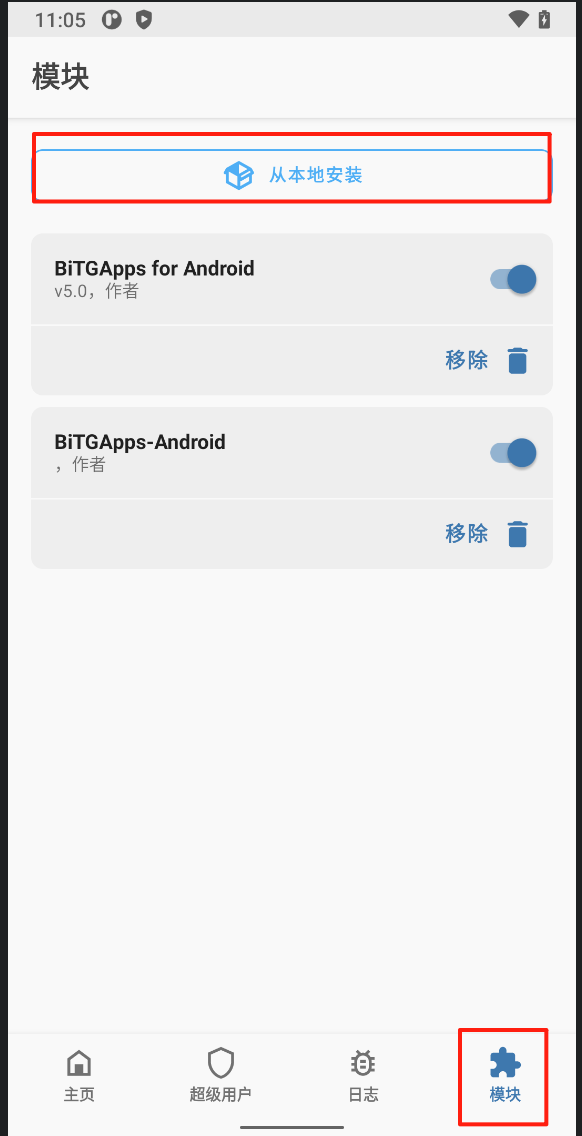 11:05
模块
从本地安装
BiTGApps for Android
v5.0，作者
移除
BiTGApps-Android
，作者
移除
主页
超级用户
日志
模块